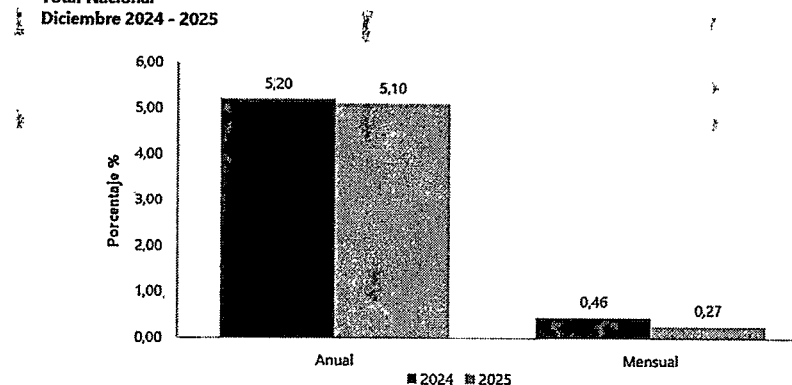 Total Nacional
Diciembre 2024 - 2025
6,00
5,00
4,00
3,00
2,00
1,00
0,00
Porcentaje %
5,20
5,10
0,46
0,27
Anual
Mensual
2024
2025